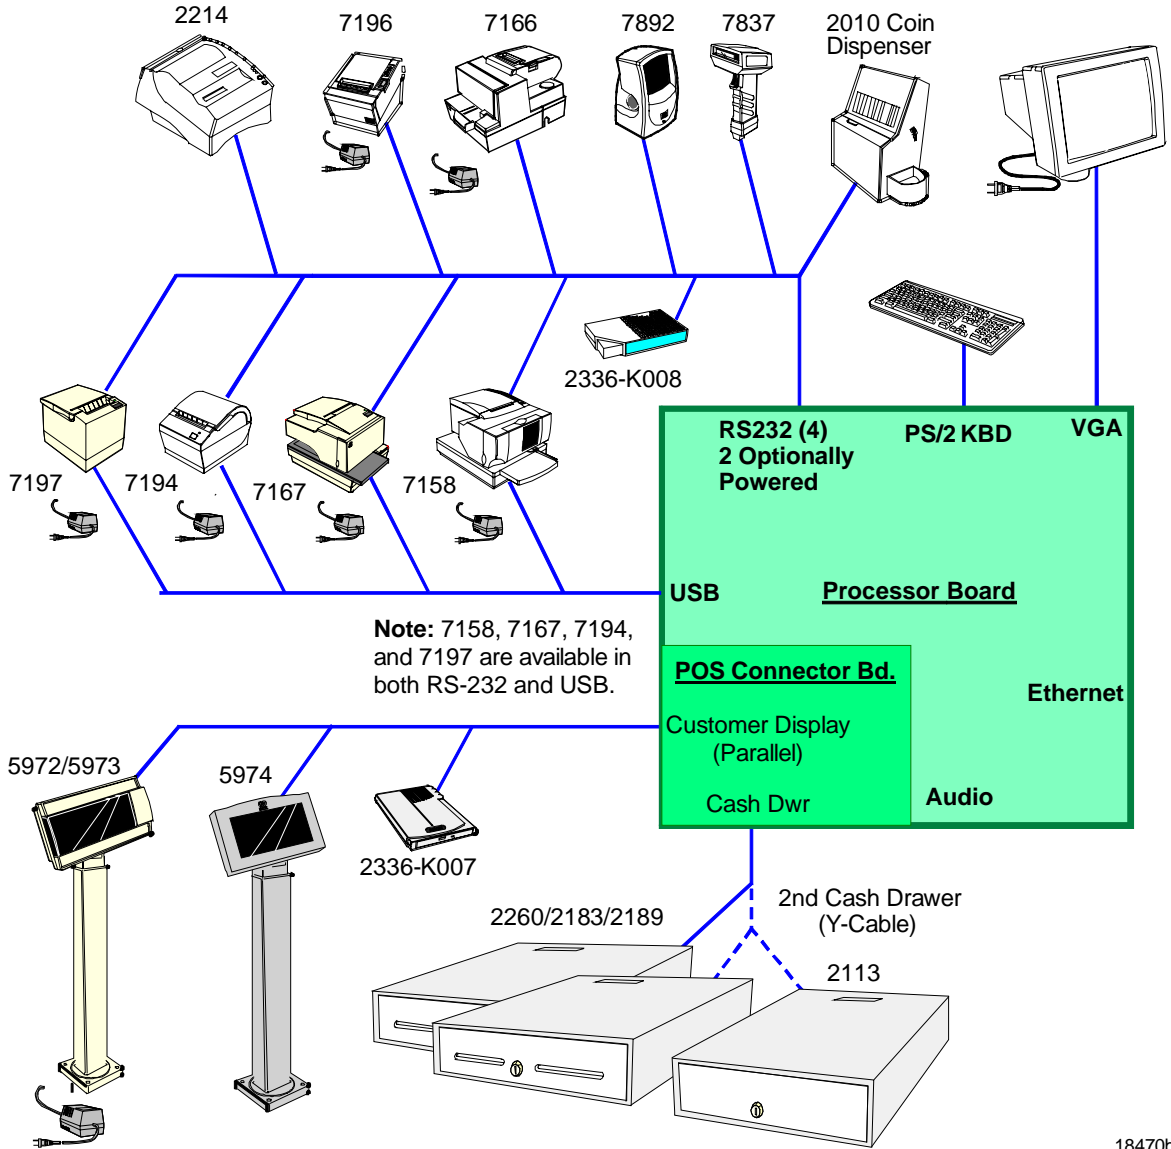 2214
7196
7166
7892
7837
2010 Coin
Dispenser
2336-K008
7197
7194
7167
7158
RS232 (4)
2 Optionally
Powered
PS/2 KBD
VGA
USB
Processor Board
Note: 7158, 7167, 7194,
and 7197 are available in
both RS-232 and USB.
POS Connector Bd.
Ethernet
Customer Display
(Parallel)
Cash Dwr
Audio
5972/5973
5974
2336-K007
2nd Cash Drawer
(Y-Cable)
2260/2183/2189
2113
18470b